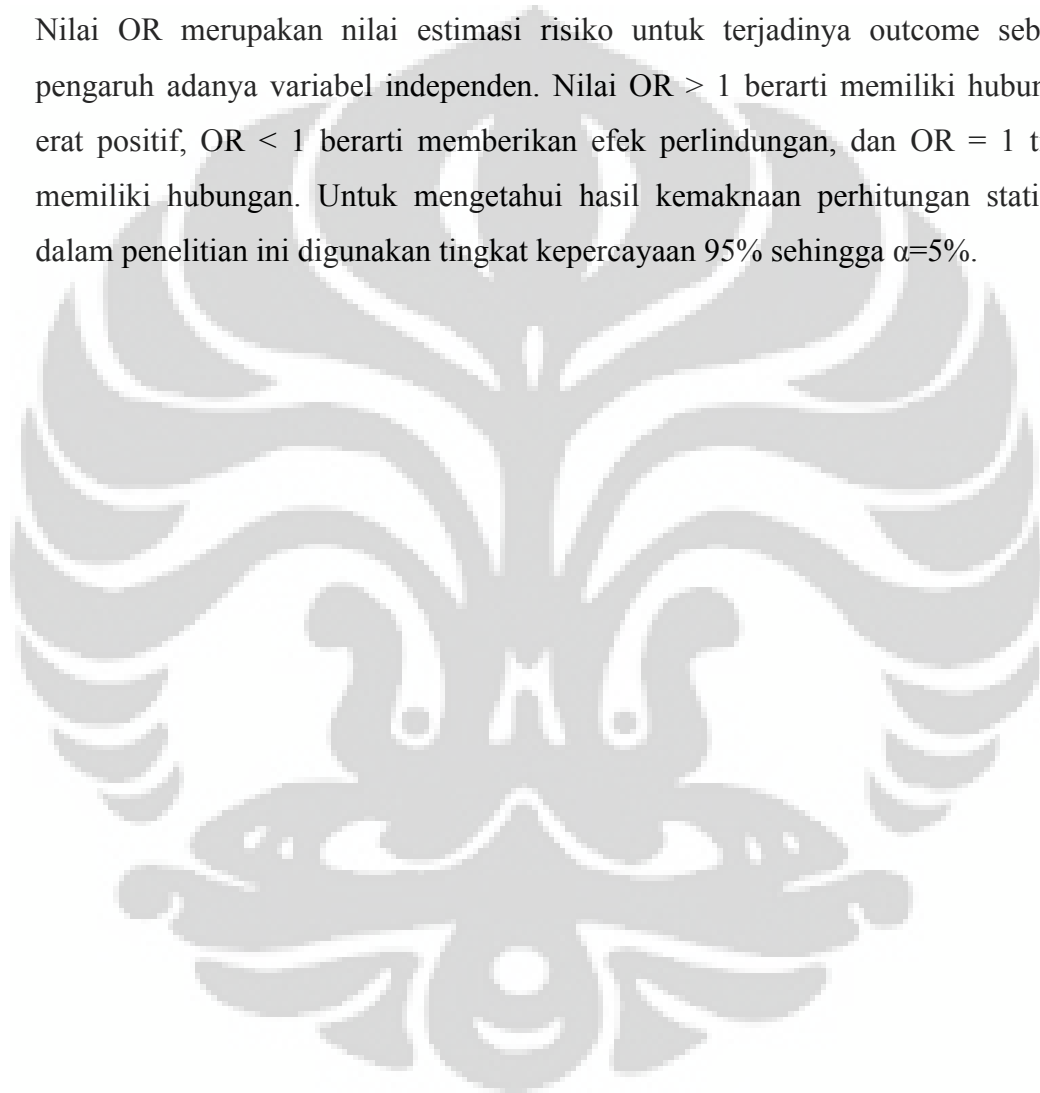 Nilai OR merupakan nilai estimasi risiko untuk terjadinya outcome seb
pengaruh adanya variabel independen. Nilai OR > 1 berarti memiliki hubu
erat positif, OR < 1 berarti memberikan efek perlindungan, dan OR = 1 t
memiliki hubungan. Untuk mengetahui hasil kemaknaan perhitungan stati
dalam penelitian ini digunakan tingkat kepercayaan 95% sehingga α=5%.